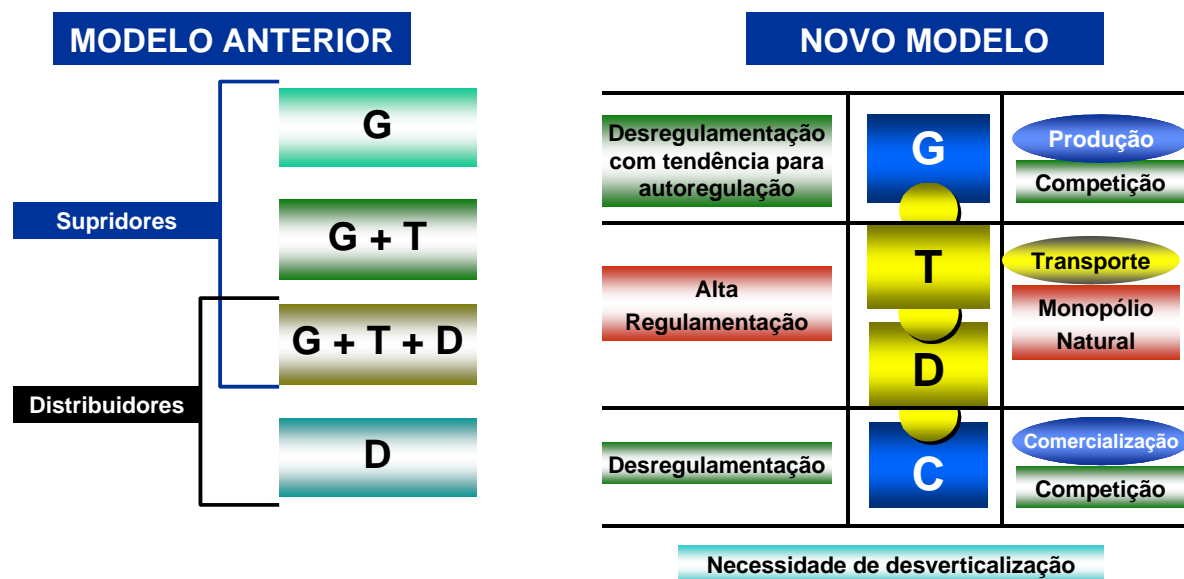 MODELO ANTERIOR
G
Supridores
G + T
G + T + D
Distribuidores
D
NOVO MODELO
Desregulamentação
com tendência para
autoregulação
G
Produção
Competição
Alta
Regulamentação
T
D
Transporte
Monopólio
Natural
Desregulamentação
C
Comercialização
Competição
Necessidade de desverticalização